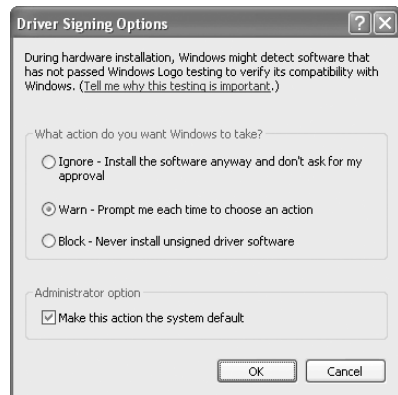 Driver Signing Options
During hardware installation, Windows might detect software that
has not passed Windows Logo testing to verify its compatibility with
Windows. (Tell me why this testing is important.)
What action do you want Windows to take?
Ignore - Install the software anyway and don't ask for my
approval
Warn - Prompt me each time to choose an action
Block - Never install unsigned driver software
Administrator option
Make this action the system default
OK Cancel